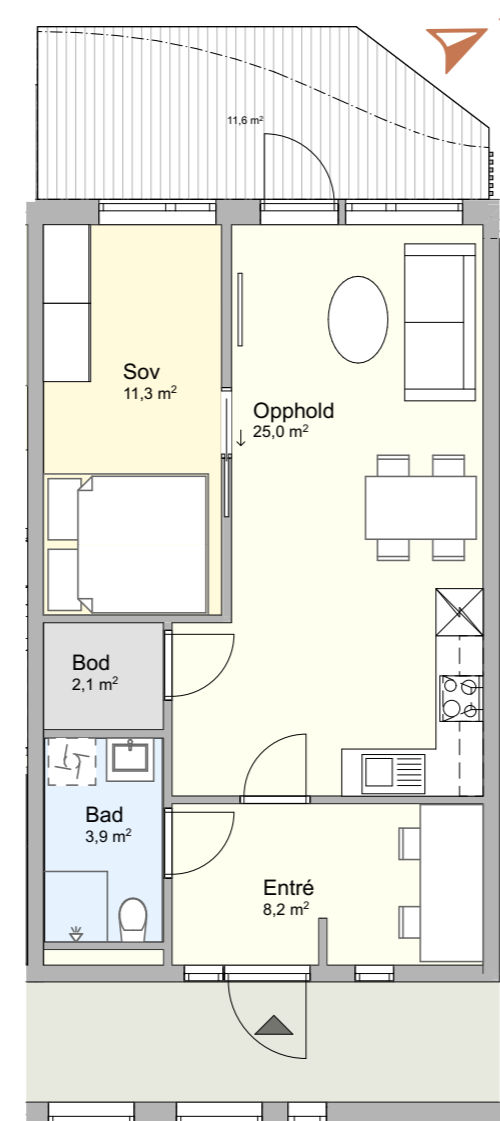 11,6 m²
Sov
11,3 m²
Opphold
25,0 m²
Bod
2,1 m²
Bad
3,9 m²
Entré
8,2 m²